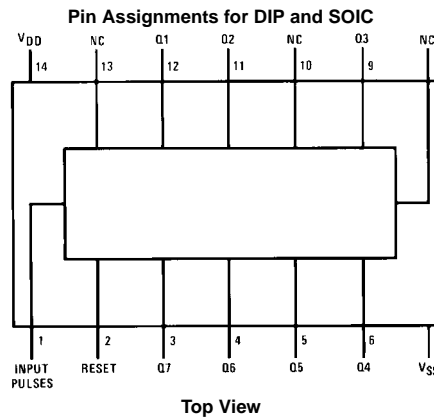 Pin Assignments for DIP and SOIC
VDD NC Q1 Q2 NC Q3 NC
14 13 12 11 10 9
1 2 3 4 5 6
INPUT PULSES RESET Q7 Q6 Q5 Q4 VSS
Top View